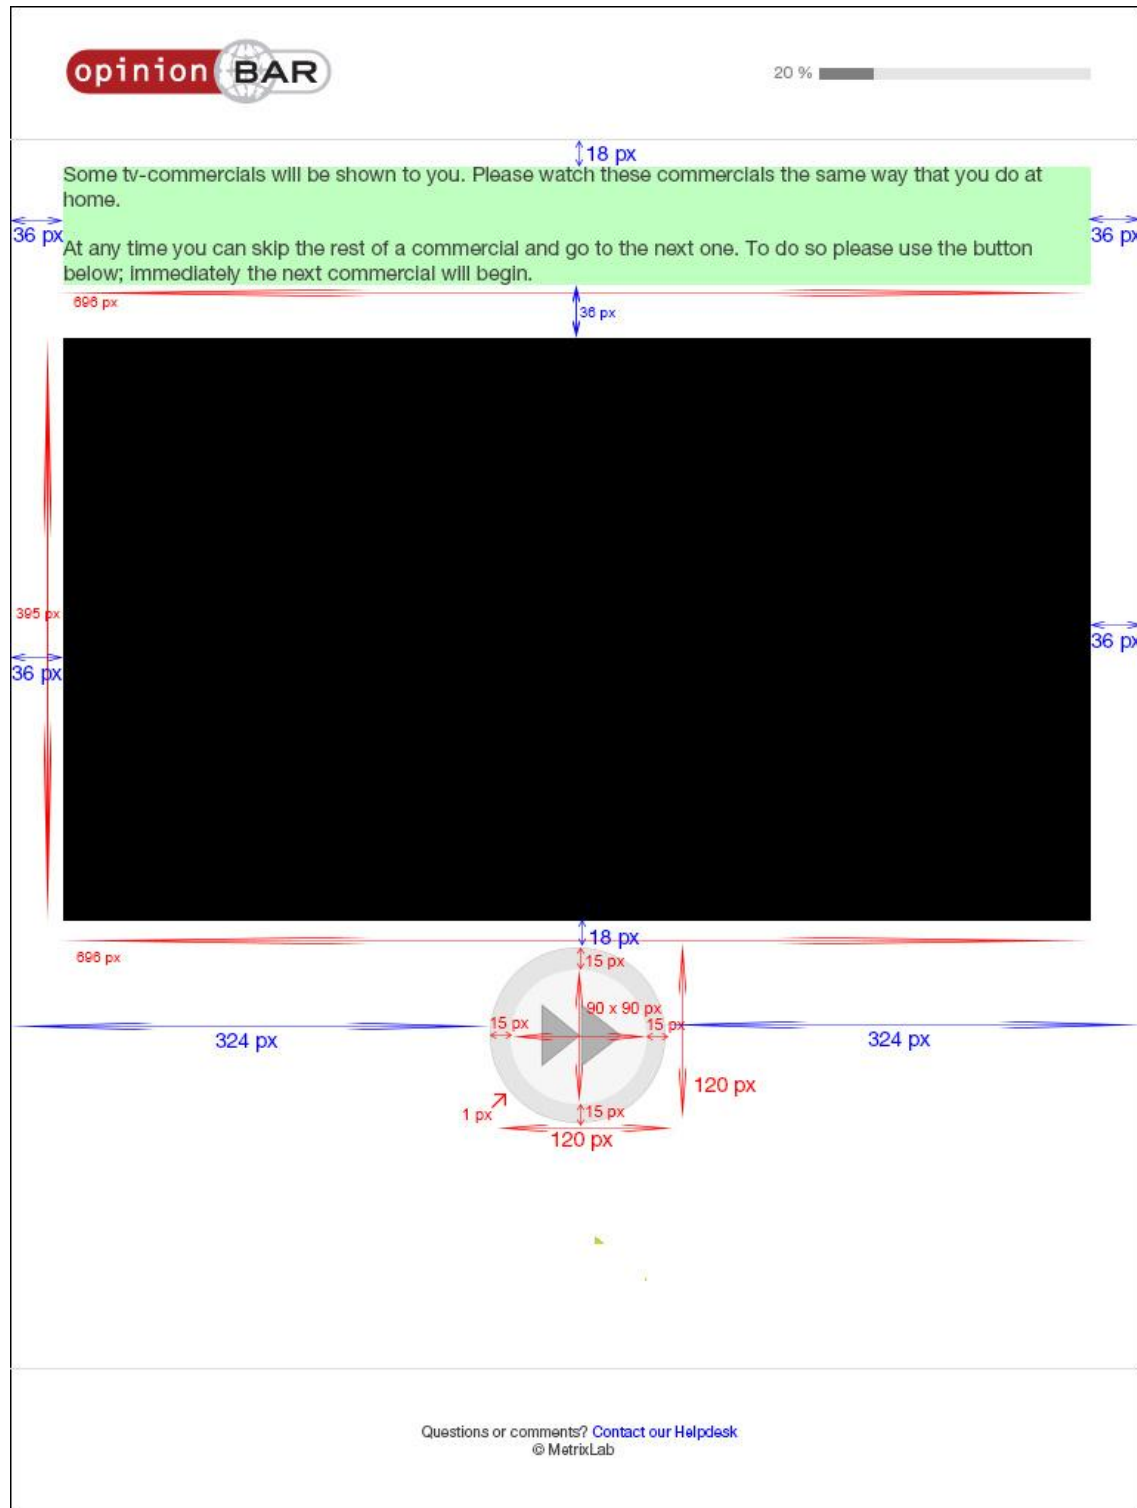 opinion BAR
20 %
18 px
Some tv-commercials will be shown to you. Please watch these commercials the same way that you do at
home.
36 px
36 px
At any time you can skip the rest of a commercial and go to the next one. To do so please use the button
below; immediately the next commercial will begin.
696 px
36 px
395 px
36 px
36 px
18 px
696 px
15 px
90 x 90 px
15 px
15 px
324 px
324 px
120 px
1 px
15 px
120 px
Questions or comments? Contact our Helpdesk
© MetrixLab